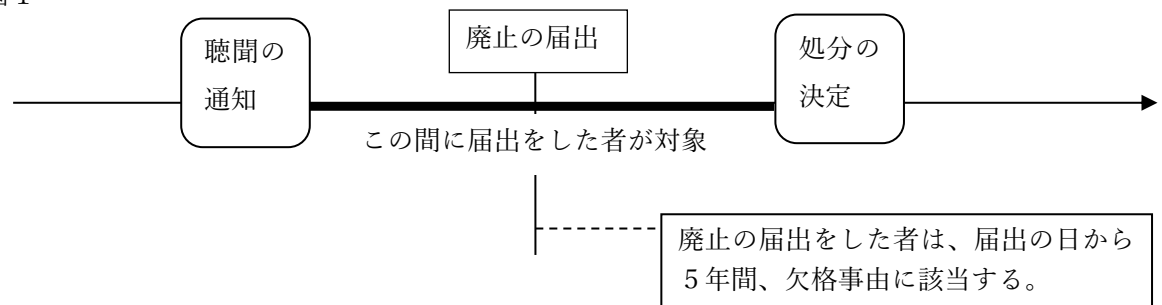 図１
聴聞の
通知
廃止の届出
処分の
決定
この間に届出をした者が対象
廃止の届出をした者は、届出の日から
５年間、欠格事由に該当する。